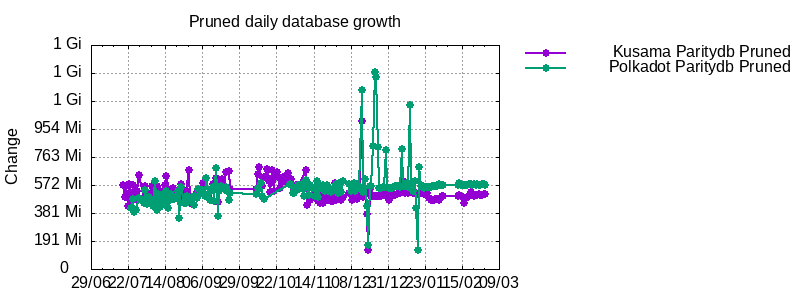 Pruned daily database growth
Kusama Paritydb Pruned
Polkadot Paritydb Pruned
Change
1 Gi
1 Gi
1 Gi
954 Mi
763 Mi
572 Mi
381 Mi
191 Mi
0
29/06 22/07 14/08 06/09 29/09 22/10 14/11 08/12 31/12 23/01 15/02 09/03